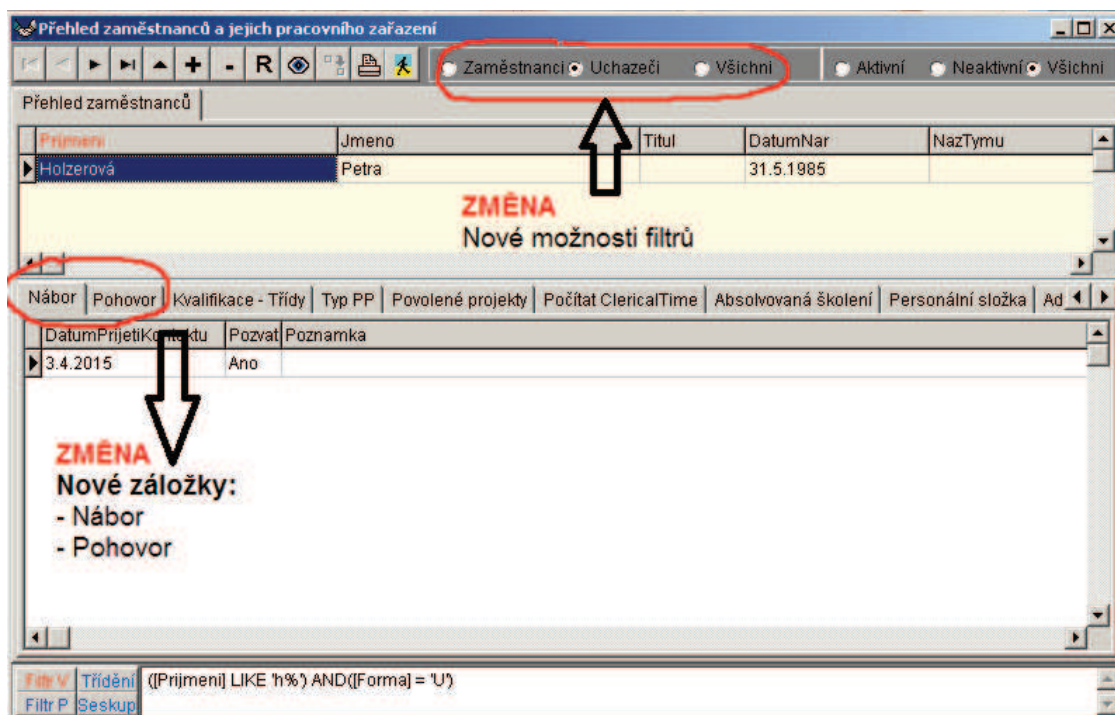 Přehled zaměstnanců a jejich pracovního zařazení
+ - R Zaměstnanci Uchazeči Všichni Aktivní Neaktivní Všichni
Přehled zaměstnanců
Prijmeni Jmeno Titul DatumNar NazTymu
Holzerová Petra 31.5.1985
ZMĚNA
Nové možnosti filtrů
Nábor Pohovor Kvalifikace - Třídy Typ PP Povolené projekty Počítat ClericalTime Absolvovaná školení Personální složka Ad
DatumPrijetiKontaktu Pozvat Poznamka
3.4.2015 Ano
ZMĚNA
Nové záložky:
- Nábor
- Pohovor
Filtr V Třídění ([Prijmeni] LIKE 'h%') AND([Forma] = 'U')
Filtr P Seskup